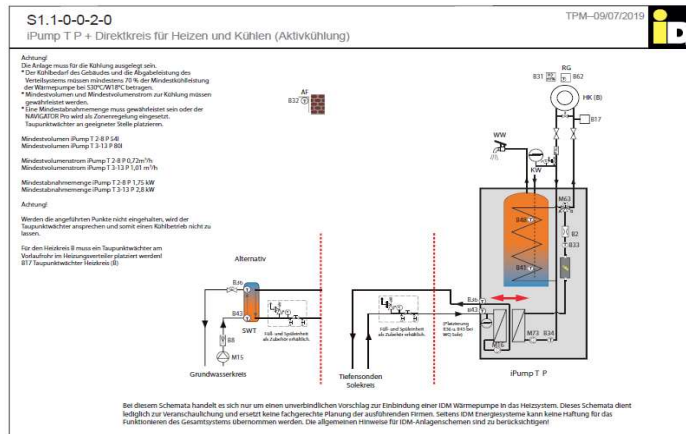 S1.1-0-0-2-0
TPM--09/07/2019
iPump T P + Direktkreis für Heizen und Kühlen (Aktivkühlung)
iD
Achtung!
Die Anlage muss für die Kühlung ausgelegt sein.
* Der Kühlbedarf des Gebäudes und die Abgabeleistung des
Verteilsystems müssen mindestens 70 % der Mindestkühlleistung
der Wärmepumpe bei S30°C/W18°C betragen.
* Mindestvolumen und Mindestvolumenstrom zur Kühlung müssen
gewährleistet werden.
* Eine Mindestabnahmemenge muss gewährleistet sein oder der
NAVIGATOR Pro wird als Zonenregelung eingesetzt.
Taupunktwächter an geeigneter Stelle platzieren.
Mindestvolumen iPump T 2-8 P 54l
Mindestvolumen iPump T 3-13 P 80l
Mindestvolumenstrom iPump T 2-8 P 0,72m³/h
Mindestvolumenstrom iPump T 3-13 P 1,01 m³/h
Mindestabnahmemenge iPump T 2-8 P 1,75 kW
Mindestabnahmemenge iPump T 3-13 P 2,8 kW
Achtung!
Werden die angeführten Punkte nicht eingehalten, wird der
Taupunktwächter ansprechen und somit einen Kühlbetrieb nicht zu
lassen.
Für den Heizkreis B muss ein Taupunktwächter am
Vorlaufrohr im Heizungsverteiler platziert werden!
B17 Taupunktwächter Heizkreis (B)
AF
B32
RG
B31
B62
HK (B)
B17
WW
KW
M63
B48
B2
B33
B41
Alternativ
B36
B43
SWT
B8
M15
Grundwasserkreis
Füll- und Spüleinheit
als Zubehör erhältlich.
Tiefensonden
Solekreis
Füll- und Spüleinheit
als Zubehör erhältlich.
(Platzierung
B36 u. B43 bei
WQ Sole)
B36
B43
M16
M73
B34
iPump T P
Bei diesem Schemata handelt es sich nur um einen unverbindlichen Vorschlag zur Einbindung einer IDM Wärmepumpe in das Heizsystem. Dieses Schemata dient
lediglich zur Veranschaulichung und ersetzt keine fachgerechte Planung der ausführenden Firmen. Seitens IDM Energiesysteme kann keine Haftung für das
Funktionieren des Gesamtsystems übernommen werden. Die allgemeinen Hinweise für IDM-Anlagenschemen sind zu berücksichtigen!